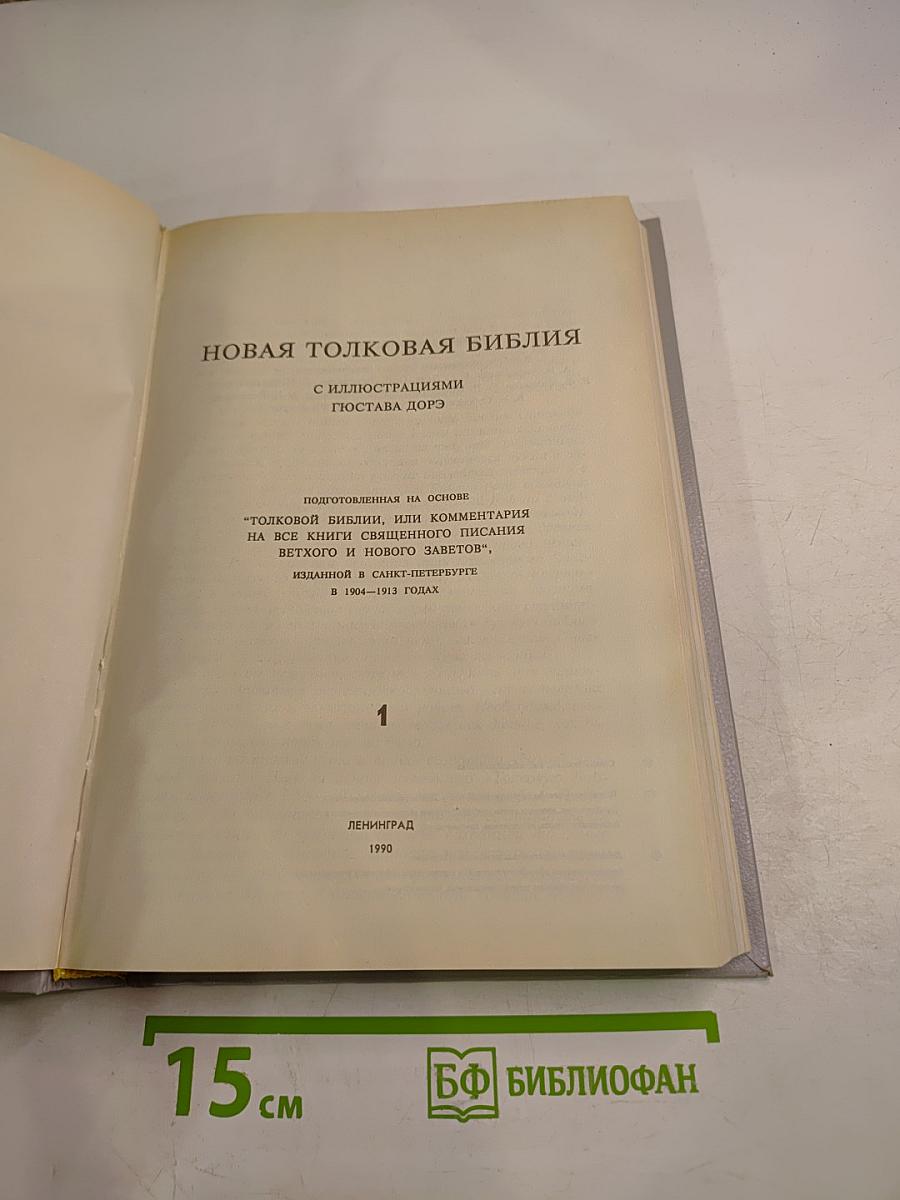 НОВАЯ ТОЛКОВАЯ БИБЛИЯ
С ИЛЛЮСТРАЦИЯМИ
ГЮСТАВА ДОРЭ
ПОДГОТОВЛЕННАЯ НА ОСНОВЕ
"ТОЛКОВОЙ БИБЛИИ, ИЛИ КОММЕНТАРИЯ
НА ВСЕ КНИГИ СВЯЩЕННОГО ПИСАНИЯ
ВЕТХОГО И НОВОГО ЗАВЕТОВ",
ИЗДАННОЙ В САНКТ-ПЕТЕРБУРГЕ
В 1904—1913 ГОДАХ
1
ЛЕНИНГРАД
1990
15 см
БФ БИБЛИОФАН